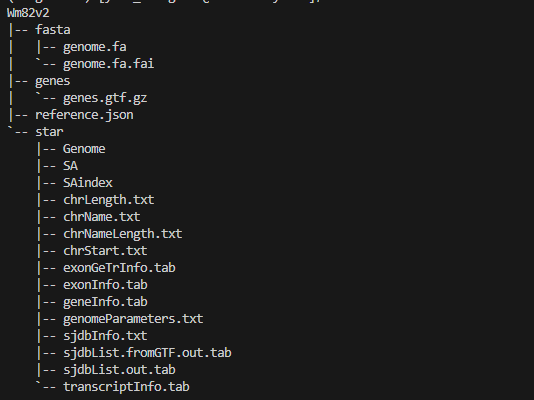 Wm82v2
|-- fasta
|   |-- genome.fa
|   `-- genome.fa.fai
|-- genes
|   `-- genes.gtf.gz
|-- reference.json
`-- star
    |-- Genome
    |-- SA
    |-- SAindex
    |-- chrLength.txt
    |-- chrName.txt
    |-- chrNameLength.txt
    |-- chrStart.txt
    |-- exonGeTrInfo.tab
    |-- exonInfo.tab
    |-- geneInfo.tab
    |-- genomeParameters.txt
    |-- sjdbInfo.txt
    |-- sjdbList.fromGTF.out.tab
    |-- sjdbList.out.tab
    `-- transcriptInfo.tab